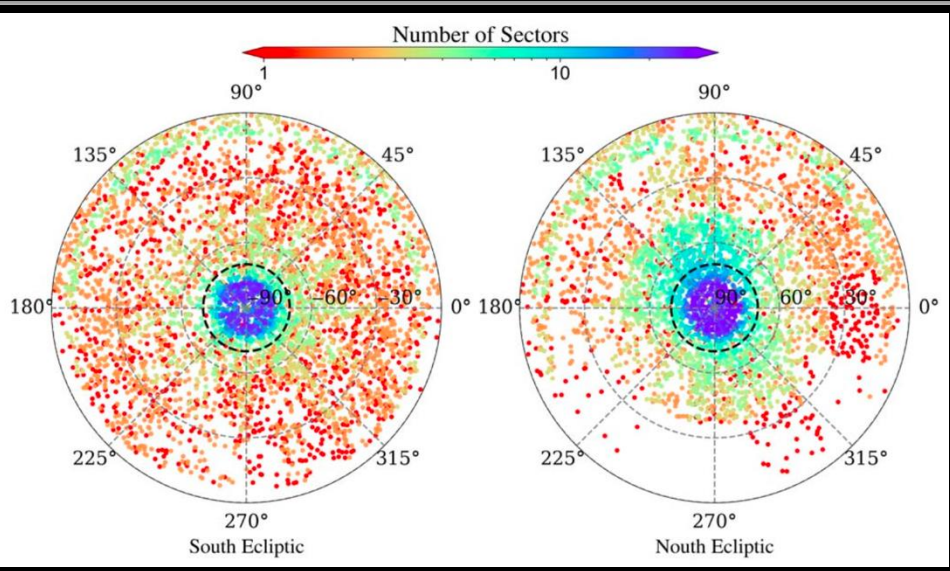 Number of Sectors
1 10
90° 90°
135° 45° 135° 45°
180° −90° −60° −30° 0° 180° 90° 60° 30° 0°
225° 315° 225° 315°
270° 270°
South Ecliptic Nouth Ecliptic